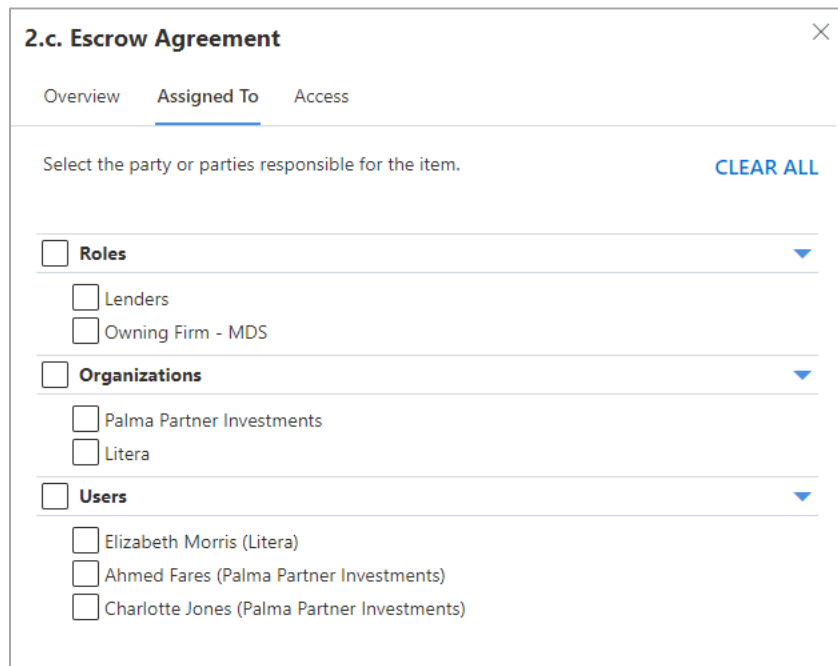 2.c. Escrow Agreement
Overview Assigned To Access
Select the party or parties responsible for the item. CLEAR ALL
Roles
Lenders
Owning Firm - MDS
Organizations
Palma Partner Investments
Litera
Users
Elizabeth Morris (Litera)
Ahmed Fares (Palma Partner Investments)
Charlotte Jones (Palma Partner Investments)